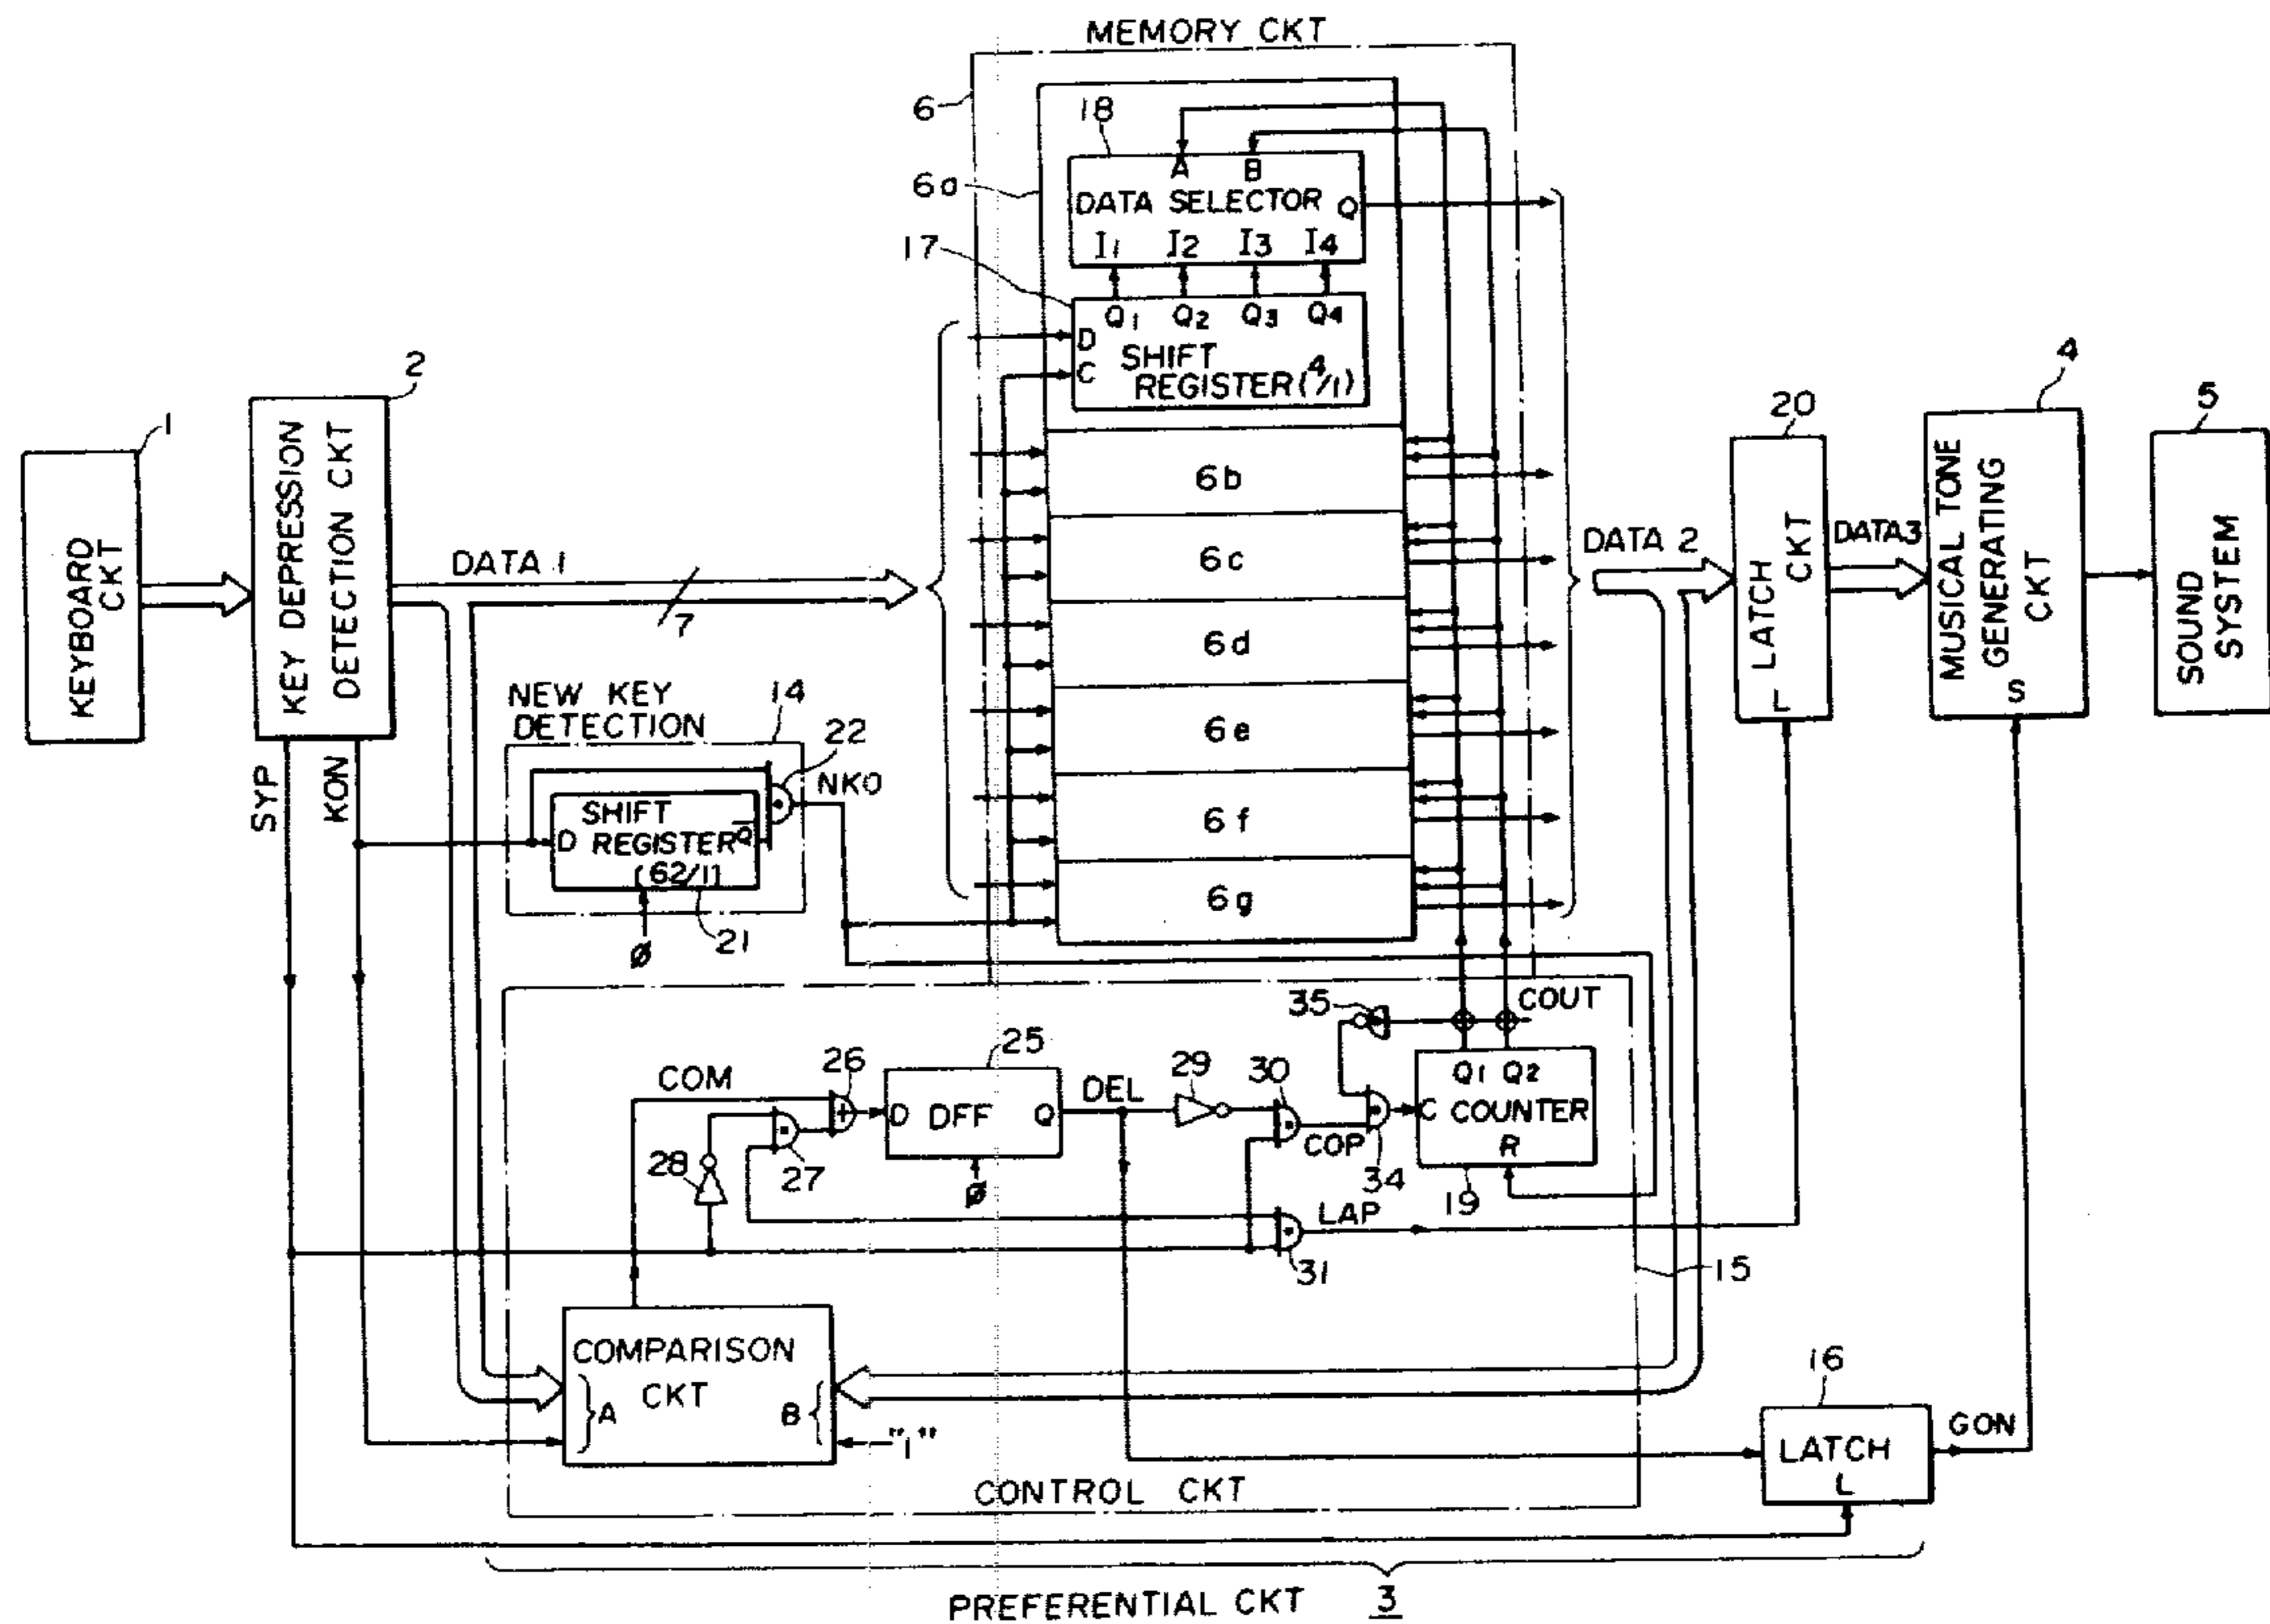 MEMORY CKT
6
6a
18
A B
DATA SELECTOR Q
I1 I2 I3 I4
17
Q1 Q2 Q3 Q4
D
C
SHIFT
REGISTER (4/1)
6b
6c
6d
6e
6f
6g
1
KEYBOARD
CKT
2
KEY DEPRESSION
DETECTION CKT
DATA 1
7
SYP
KON
NEW KEY
DETECTION
14
22
NKO
SHIFT
D REGISTER Q
(62/1)
21
ø
DATA 2
20
LATCH
CKT
L
DATA3
4
MUSICAL TONE
GENERATING
CKT
S
5
SOUND
SYSTEM
COUT
35
COM
26
25
D DFF Q
ø
DEL
29
30
COP
34
Q1 Q2
C COUNTER
R
19
28
27
LAP
31
15
COMPARISON
CKT
A
B
"1"
CONTROL CKT
16
LATCH
L
GON
PREFERENTIAL CKT 3